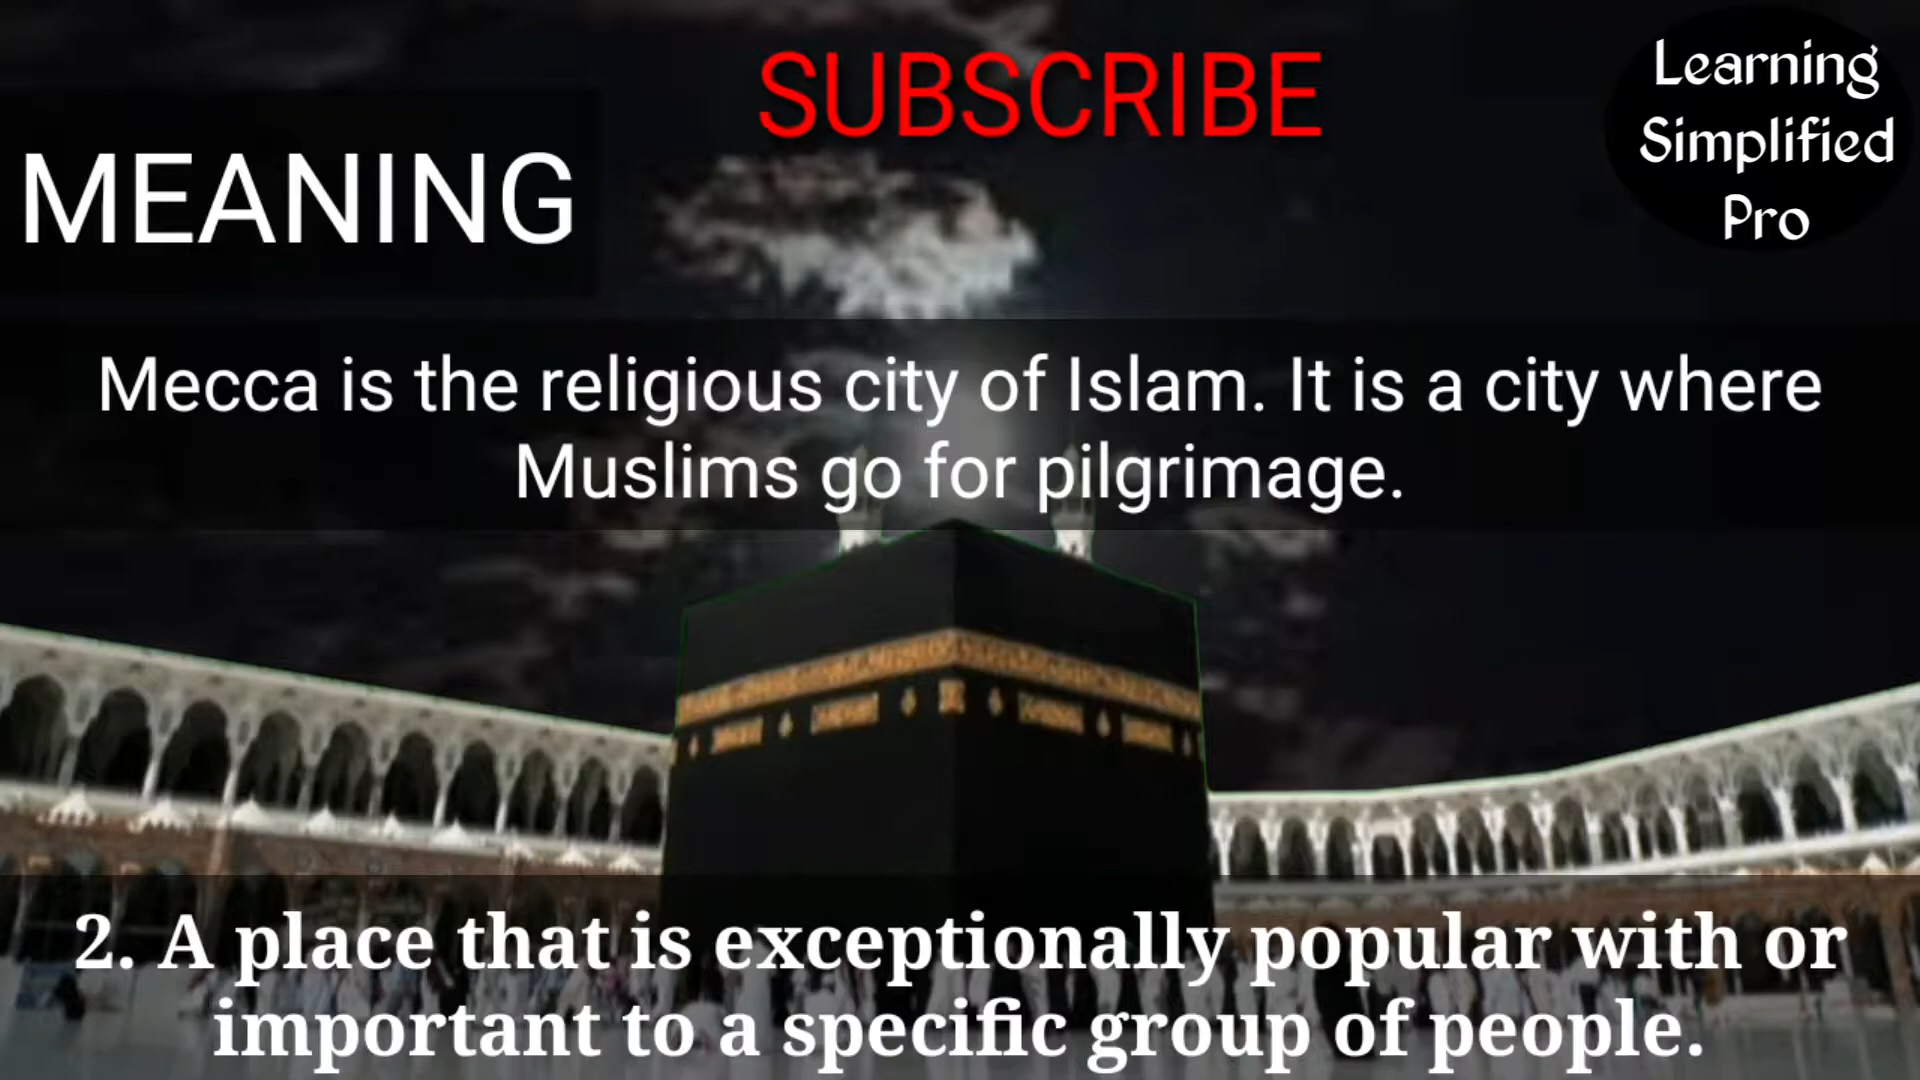 SUBSCRIBE
Learning
Simplified
Pro
MEANING
Mecca is the religious city of Islam. It is a city where
Muslims go for pilgrimage.
2. A place that is exceptionally popular with or
important to a specific group of people.